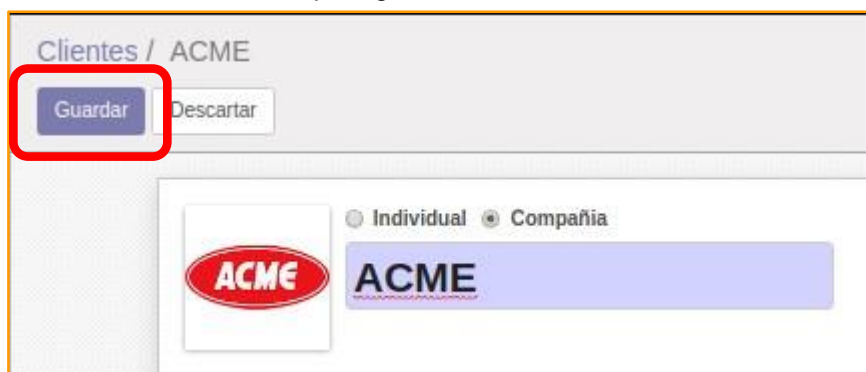 Clientes / ACME
Guardar Descartar
Individual Compañia
ACME
ACME